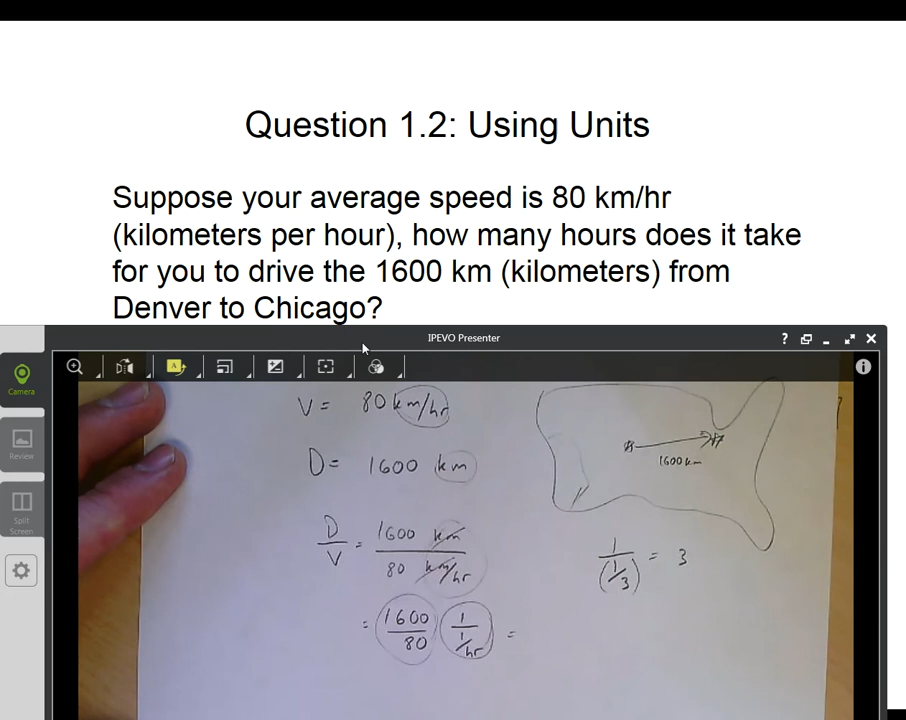 Question 1.2: Using Units
Suppose your average speed is 80 km/hr
(kilometers per hour), how many hours does it take
for you to drive the 1600 km (kilometers) from
Denver to Chicago?
IPEVO Presenter
Camera
Review
Split
Screen
A
V = 80 km/hr
D = 1600 km
1600 km
D/V = 1600 km / 80 km/hr
1/(1/3) = 3
= (1600/80) (1/(1/hr)) =